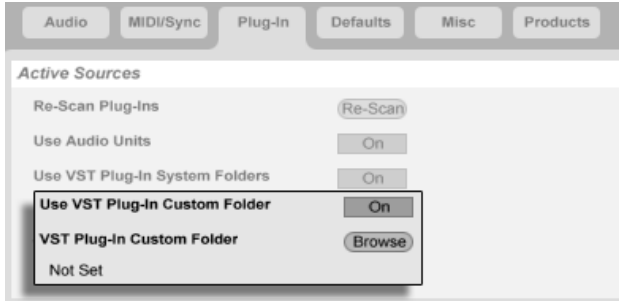 Audio MIDI/Sync Plug-In Defaults Misc Products
Active Sources
Re-Scan Plug-Ins Re-Scan
Use Audio Units On
Use VST Plug-In System Folders On
Use VST Plug-In Custom Folder On
VST Plug-In Custom Folder Browse
Not Set